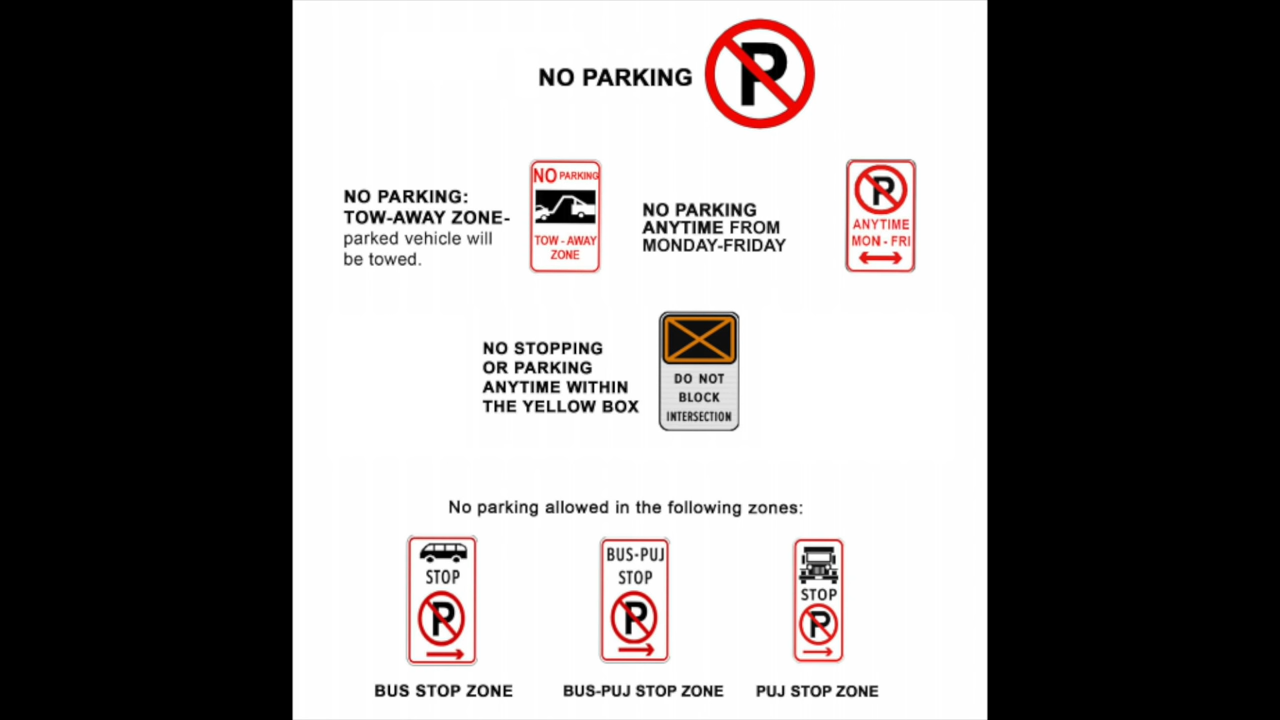 NO PARKING
P
NO PARKING:
TOW-AWAY ZONE-
parked vehicle will
be towed.
NO PARKING
TOW - AWAY
ZONE
NO PARKING
ANYTIME FROM
MONDAY-FRIDAY
P
ANYTIME
MON - FRI
NO STOPPING
OR PARKING
ANYTIME WITHIN
THE YELLOW BOX
DO NOT
BLOCK
INTERSECTION
No parking allowed in the following zones:
STOP
P
BUS STOP ZONE
BUS-PUJ
STOP
P
BUS-PUJ STOP ZONE
STOP
P
PUJ STOP ZONE